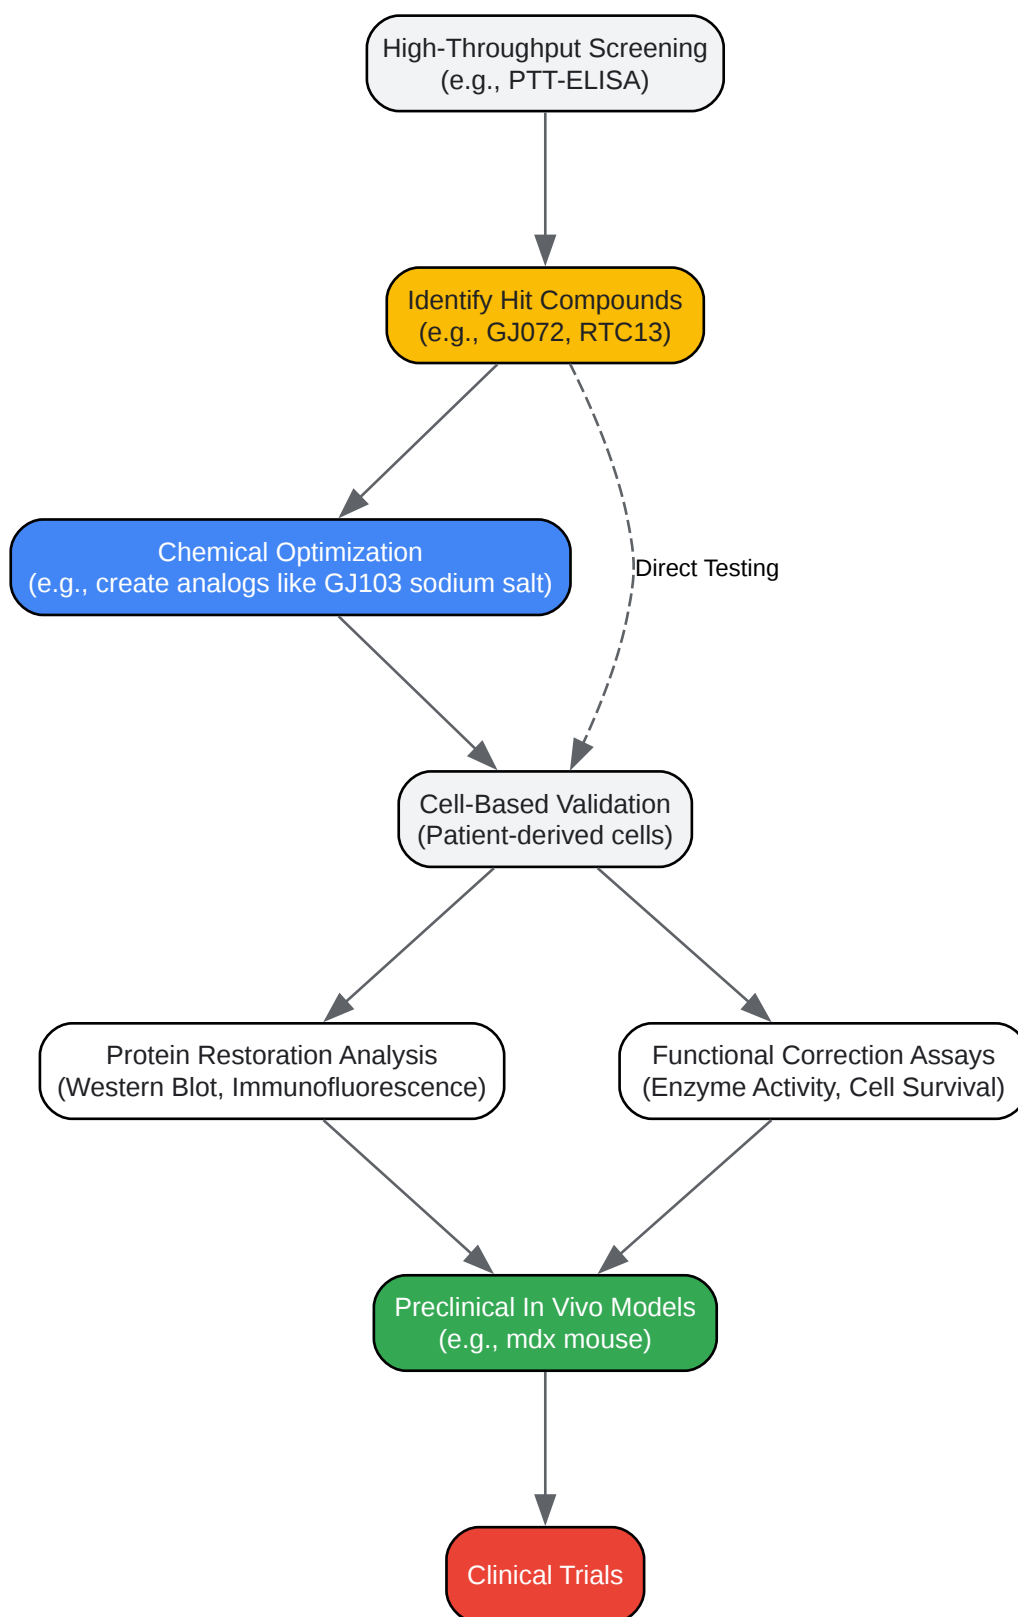 High-Throughput Screening
(e.g., PTT-ELISA)
Identify Hit Compounds
(e.g., GJ072, RTC13)
Chemical Optimization
(e.g., create analogs like GJ103 sodium salt)
Direct Testing
Cell-Based Validation
(Patient-derived cells)
Protein Restoration Analysis
(Western Blot, Immunofluorescence)
Functional Correction Assays
(Enzyme Activity, Cell Survival)
Preclinical In Vivo Models
(e.g., mdx mouse)
Clinical Trials